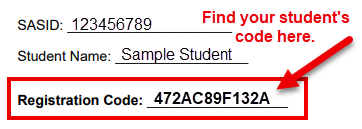 SASID: 123456789
Find your student's
code here.
Student Name: Sample Student
Registration Code: 472AC89F132A